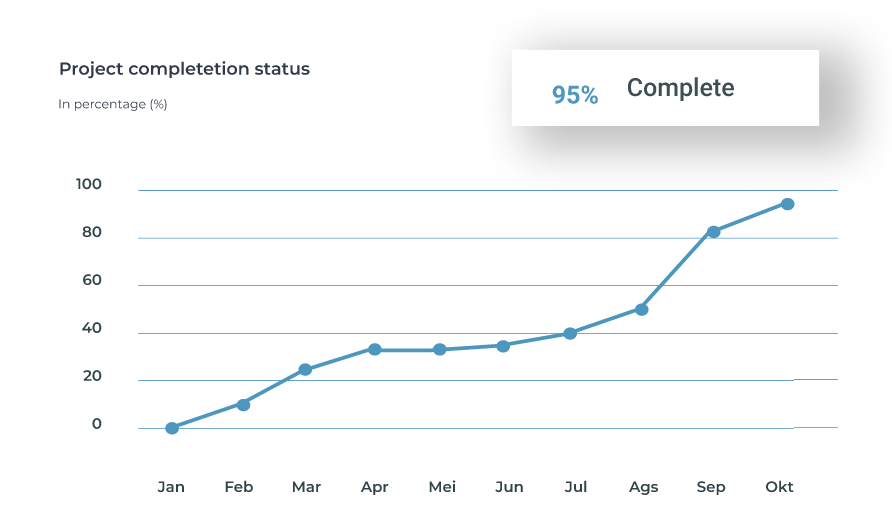 Project completetion status
In percentage (%)
95% Complete
100
80
60
40
20
0
Jan Feb Mar Apr Mei Jun Jul Ags Sep Okt